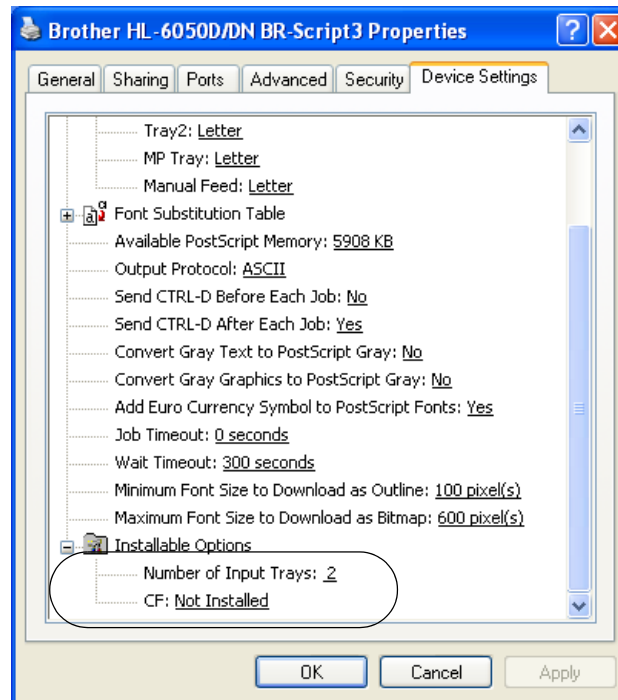 Brother HL-6050D/DN BR-Script3 Properties
General Sharing Ports Advanced Security Device Settings
Tray2: Letter
MP Tray: Letter
Manual Feed: Letter
Font Substitution Table
Available PostScript Memory: 5908 KB
Output Protocol: ASCII
Send CTRL-D Before Each Job: No
Send CTRL-D After Each Job: Yes
Convert Gray Text to PostScript Gray: No
Convert Gray Graphics to PostScript Gray: No
Add Euro Currency Symbol to PostScript Fonts: Yes
Job Timeout: 0 seconds
Wait Timeout: 300 seconds
Minimum Font Size to Download as Outline: 100 pixel(s)
Maximum Font Size to Download as Bitmap: 600 pixel(s)
Installable Options
Number of Input Trays: 2
CF: Not Installed
OK Cancel Apply